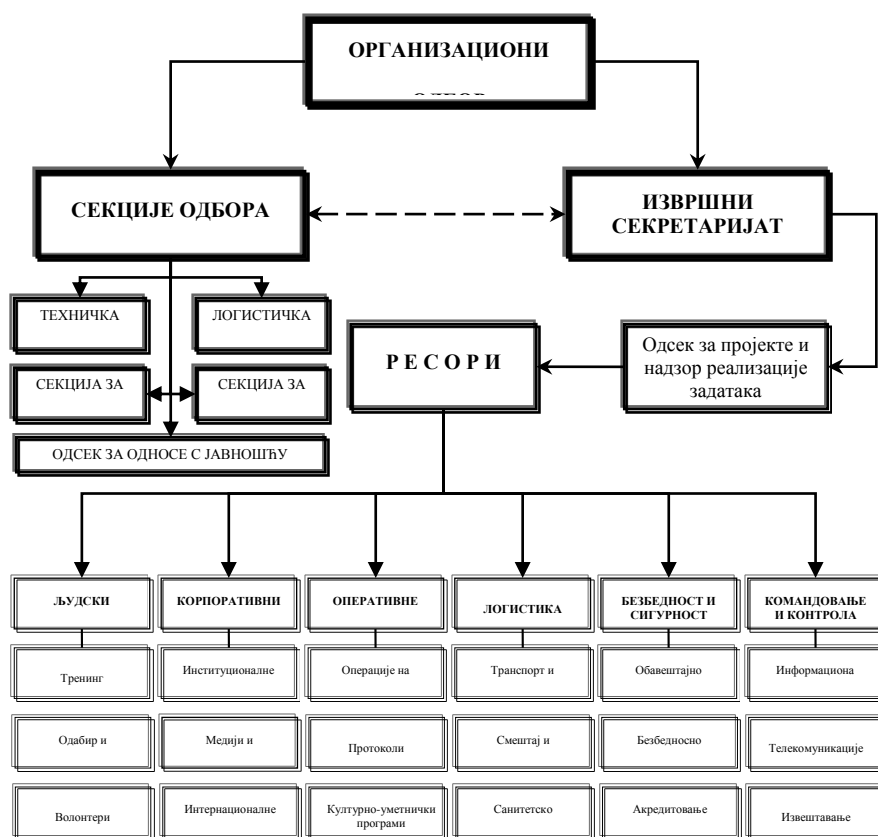 ОРГАНИЗАЦИОНИ
СЕКЦИЈЕ ОДБОРА
ИЗВРШНИ
СЕКРЕТАРИЈАТ
ТЕХНИЧКА
ЛОГИСТИЧКА
СЕКЦИЈА ЗА
СЕКЦИЈА ЗА
ОДСЕК ЗА ОДНОСЕ С ЈАВНОШЋУ
Р Е С О Р И
Одсек за пројекте и
надзор реализације
задатака
ЉУДСКИ
КОРПОРАТИВНИ
ОПЕРАТИВНЕ
ЛОГИСТИКА
БЕЗБЕДНОСТ И
СИГУРНОСТ
КОМАНДОВАЊЕ
И КОНТРОЛА
Тренинг
Институционалне
Операције на
Транспорт и
Обавештајно
Информациона
Одабир и
Медији и
Протоколи
Смештај и
Безбедносно
Телекомуникације
Волонтери
Интернационалне
Културно-уметнички
програми
Санитетско
Акредитовање
Извештавање